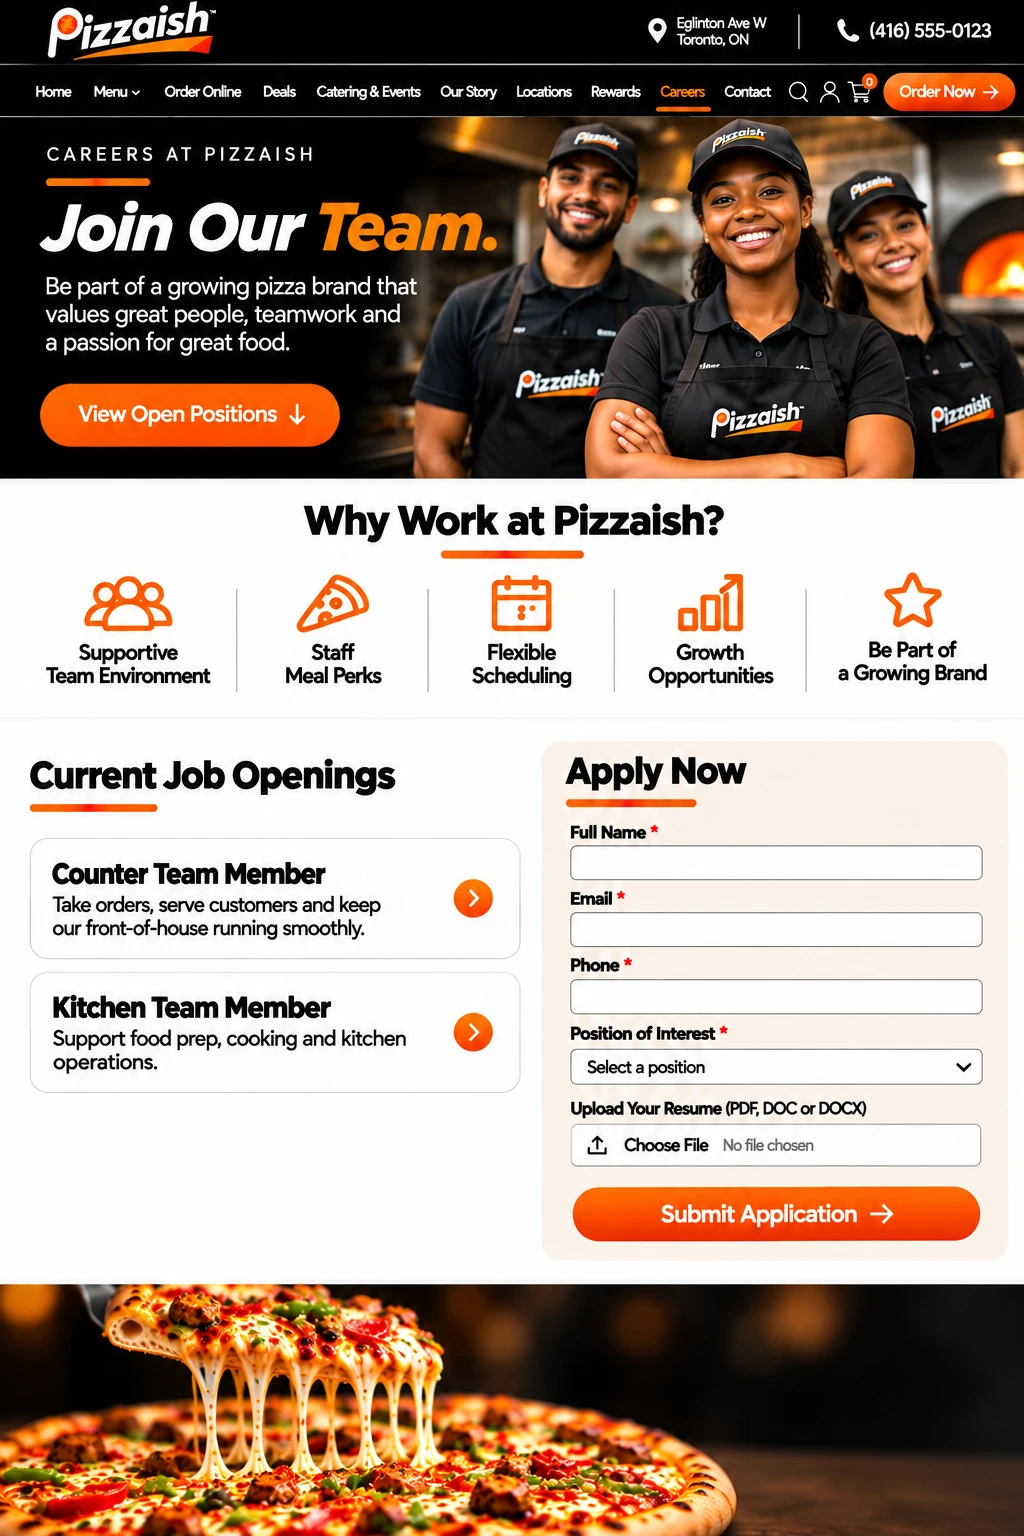 Pizzaish™
Eglinton Ave W
Toronto, ON
(416) 555-0123
Home
Menu
Order Online
Deals
Catering & Events
Our Story
Locations
Rewards
Careers
Contact
0
Order Now →
CAREERS AT PIZZAISH
Join Our Team.
Be part of a growing pizza brand that
values great people, teamwork and
a passion for great food.
View Open Positions ↓
Pizzaish
Pizzaish
Pizzaish
Pizzaish
Pizzaish
Pizzaish
Why Work at Pizzaish?
Supportive
Team Environment
Staff
Meal Perks
Flexible
Scheduling
Growth
Opportunities
Be Part of
a Growing Brand
Current Job Openings
Counter Team Member
Take orders, serve customers and keep
our front-of-house running smoothly.
Kitchen Team Member
Support food prep, cooking and kitchen
operations.
Apply Now
Full Name *
Email *
Phone *
Position of Interest *
Select a position
Upload Your Resume (PDF, DOC or DOCX)
Choose File No file chosen
Submit Application →